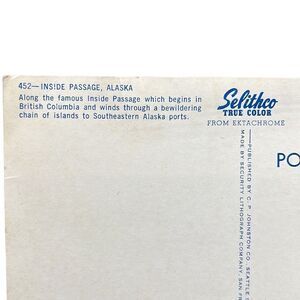 452—INSIDE PASSAGE, ALASKA
Along the famous Inside Passage which begins in
British Columbia and winds through a bewildering
chain of islands to Southeastern Alaska ports.
Selithco
TRUE COLOR
FROM EKTACHROME
PO
—PUBLISHED BY C. P. JOHNSTON CO., SEATTLE
MADE BY SECURITY LITHOGRAPH COMPANY, SAN FR